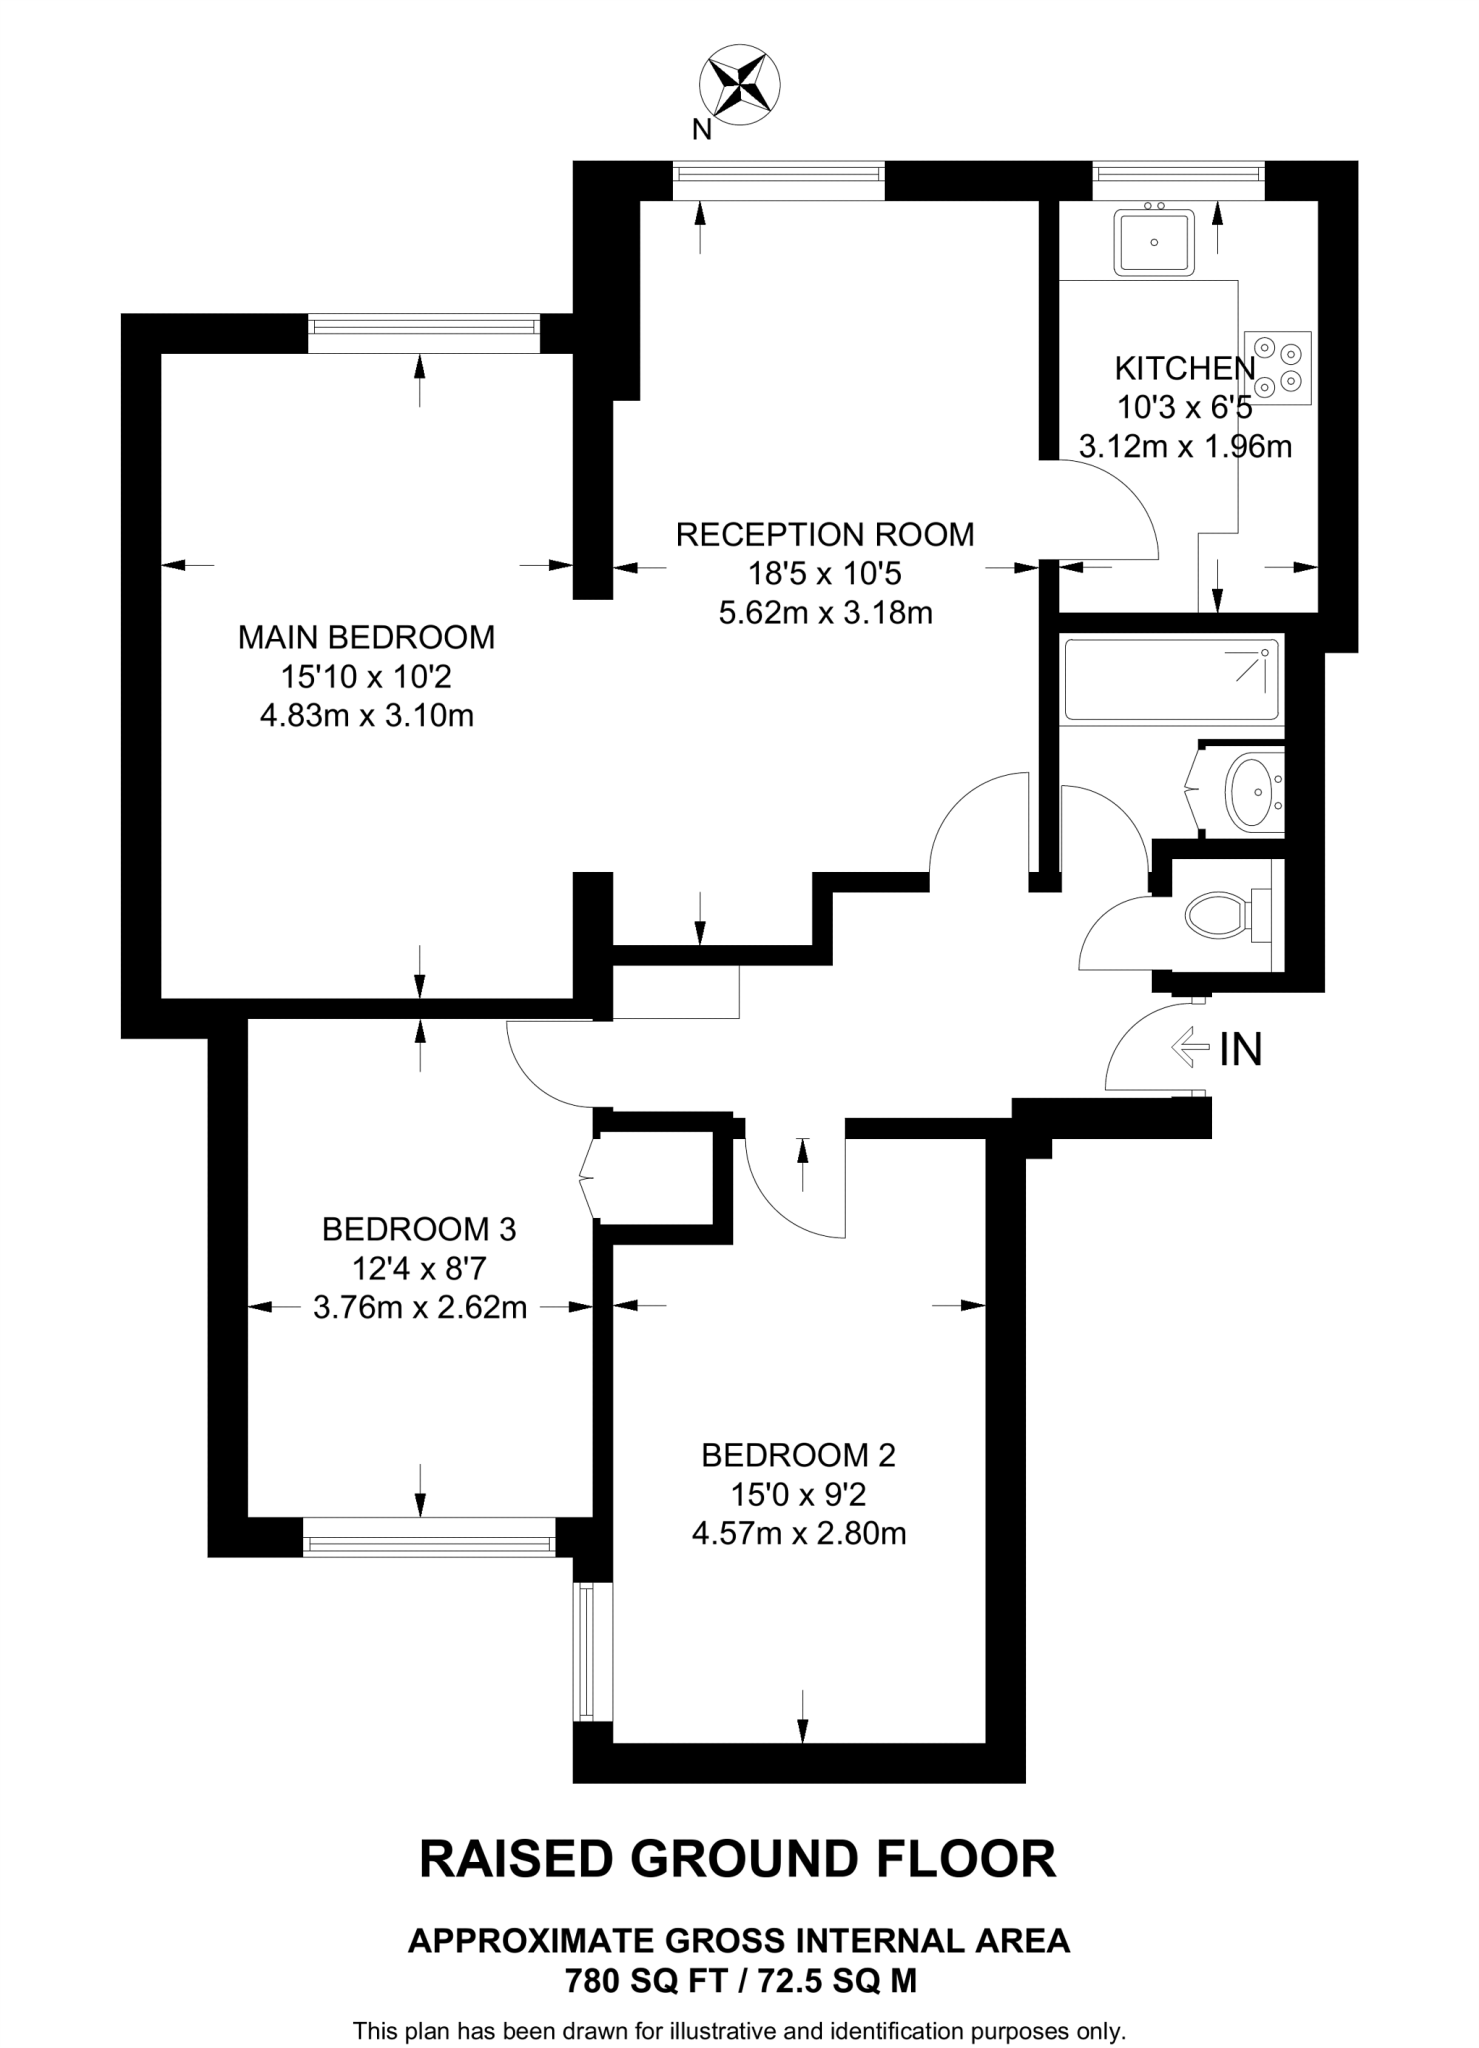 N
KITCHEN
10'3 x 6'5
3.12m x 1.96m
RECEPTION ROOM
18'5 x 10'5
5.62m x 3.18m
MAIN BEDROOM
15'10 x 10'2
4.83m x 3.10m
IN
BEDROOM 3
12'4 x 8'7
3.76m x 2.62m
BEDROOM 2
15'0 x 9'2
4.57m x 2.80m
RAISED GROUND FLOOR
APPROXIMATE GROSS INTERNAL AREA
780 SQ FT / 72.5 SQ M
This plan has been drawn for illustrative and identification purposes only.